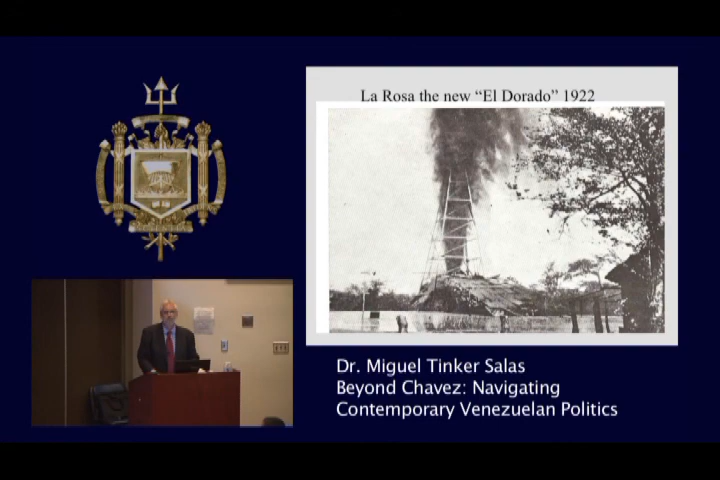 La Rosa the new “El Dorado” 1922
Dr. Miguel Tinker Salas
Beyond Chavez: Navigating
Contemporary Venezuelan Politics